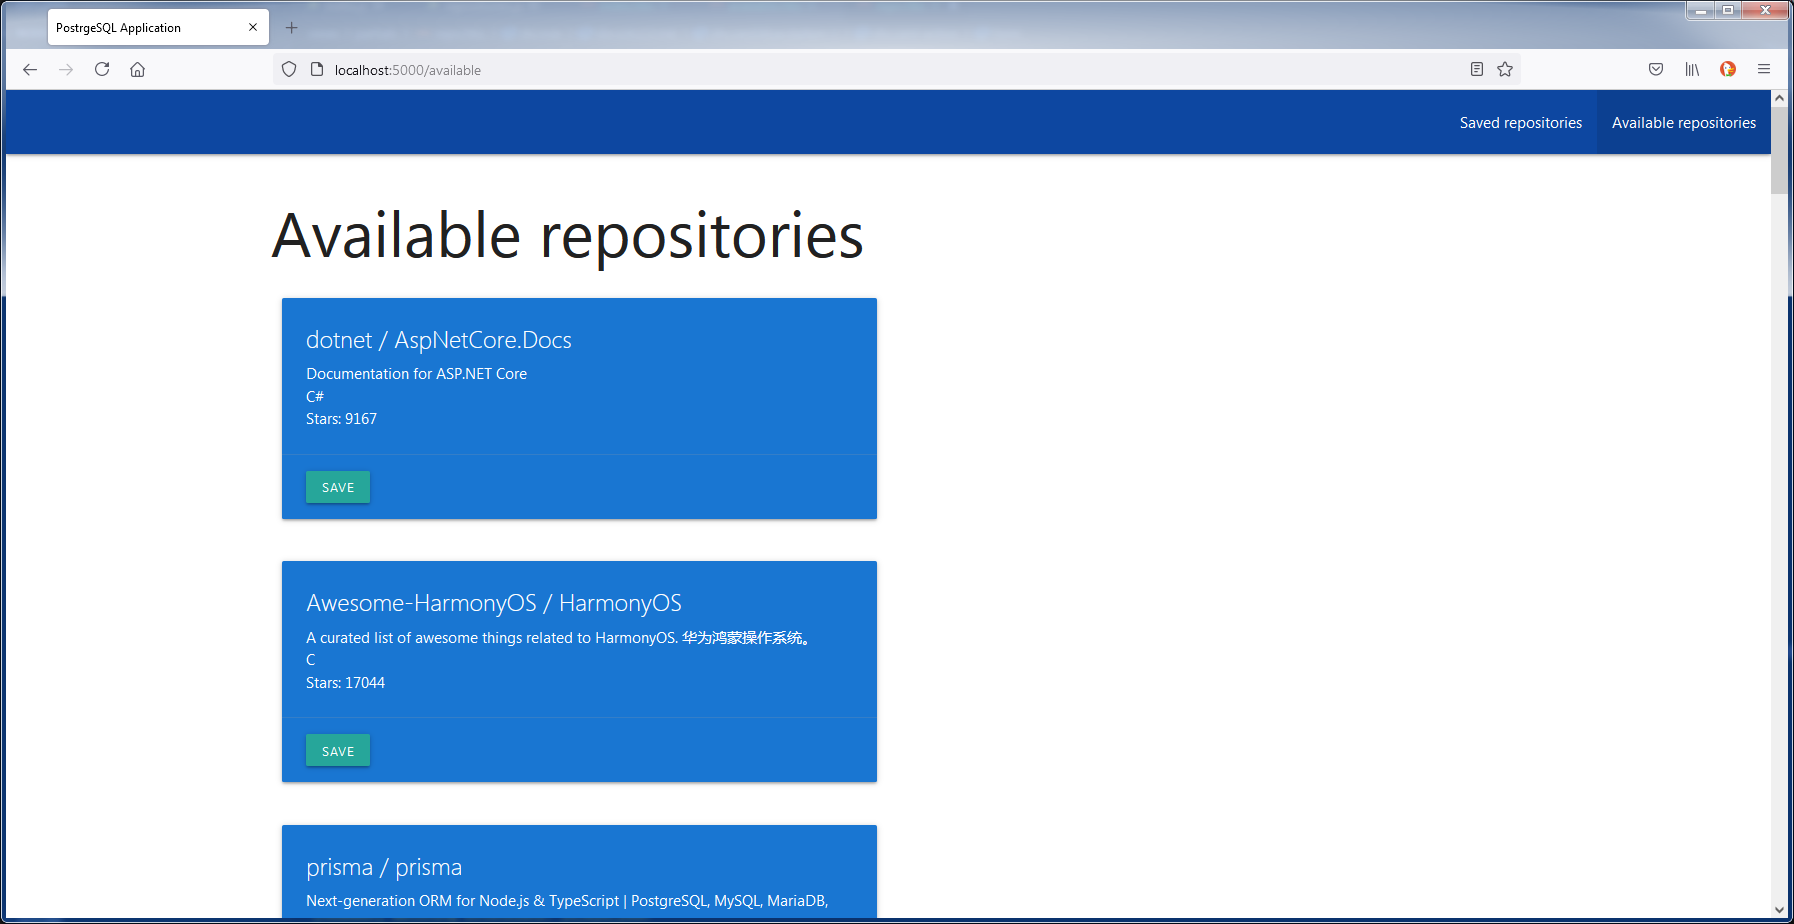 PostrgeSQL Application
localhost:5000/available
Saved repositories
Available repositories
Available repositories
dotnet / AspNetCore.Docs
Documentation for ASP.NET Core
C#
Stars: 9167
SAVE
Awesome-HarmonyOS / HarmonyOS
A curated list of awesome things related to HarmonyOS. 华为鸿蒙操作系统。
C
Stars: 17044
SAVE
prisma / prisma
Next-generation ORM for Node.js & TypeScript | PostgreSQL, MySQL, MariaDB,